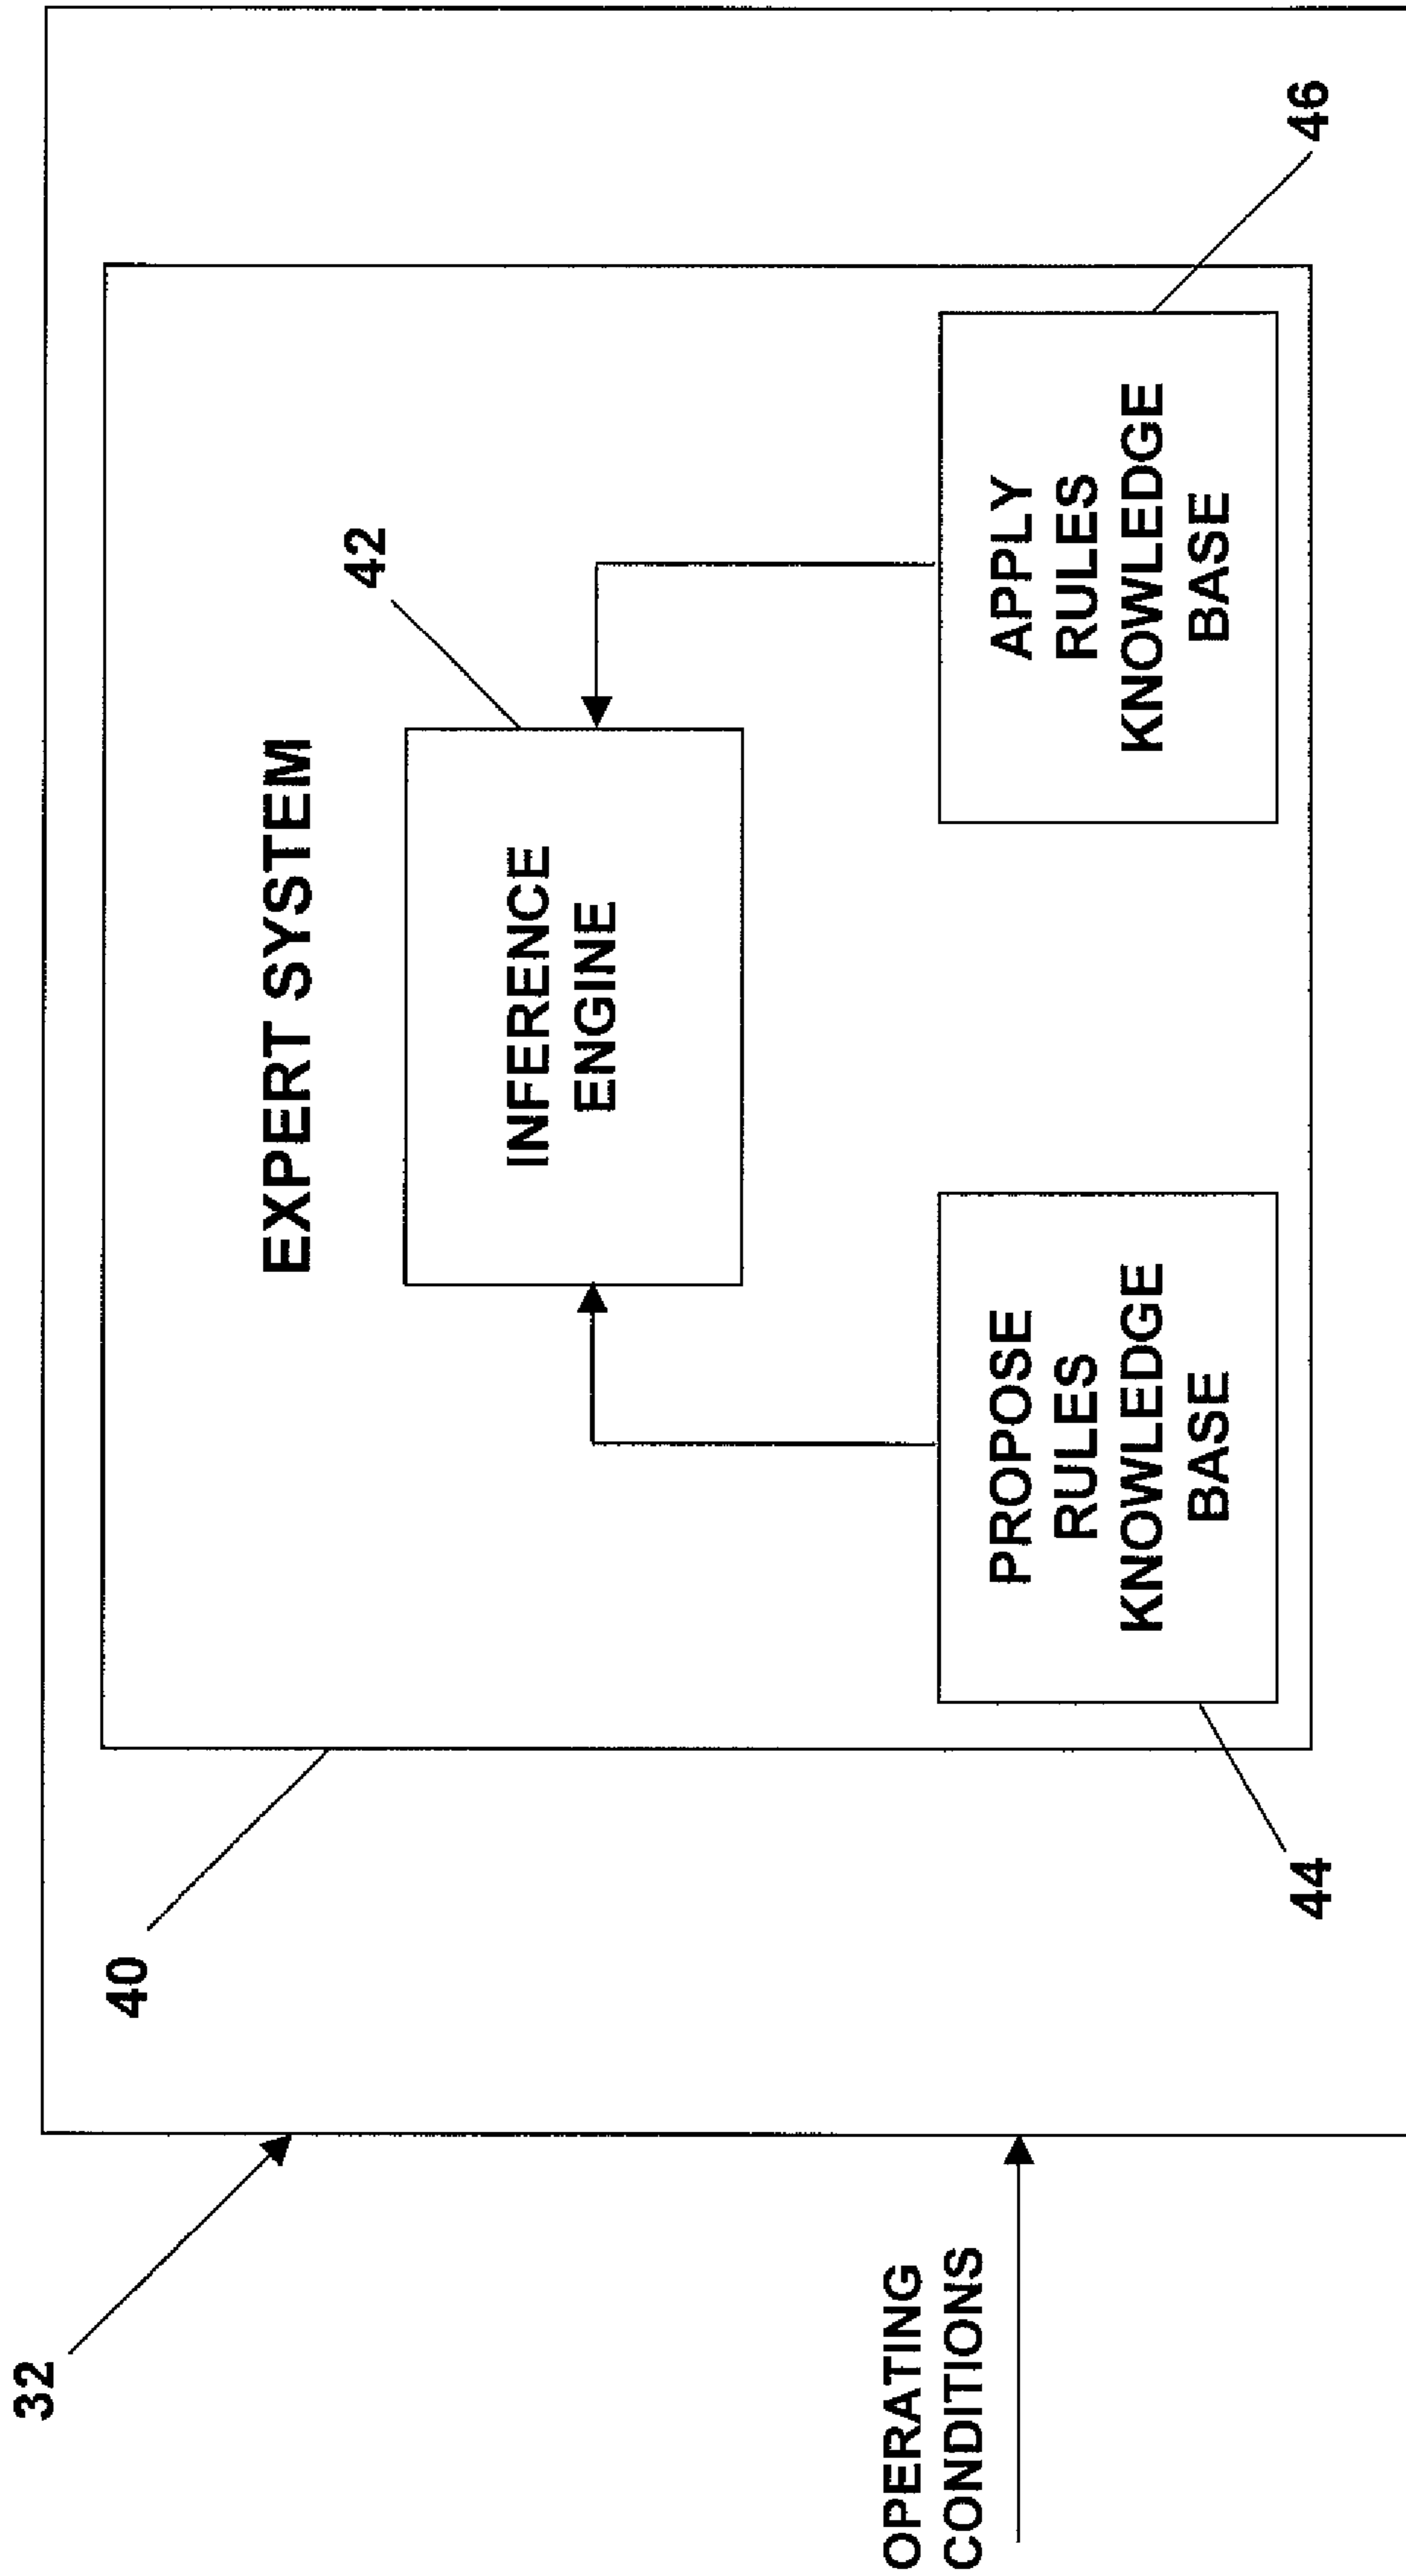 32
40
EXPERT SYSTEM
42
INFERENCE
ENGINE
OPERATING
CONDITIONS
PROPOSE
RULES
KNOWLEDGE
BASE
44
APPLY
RULES
KNOWLEDGE
BASE
46